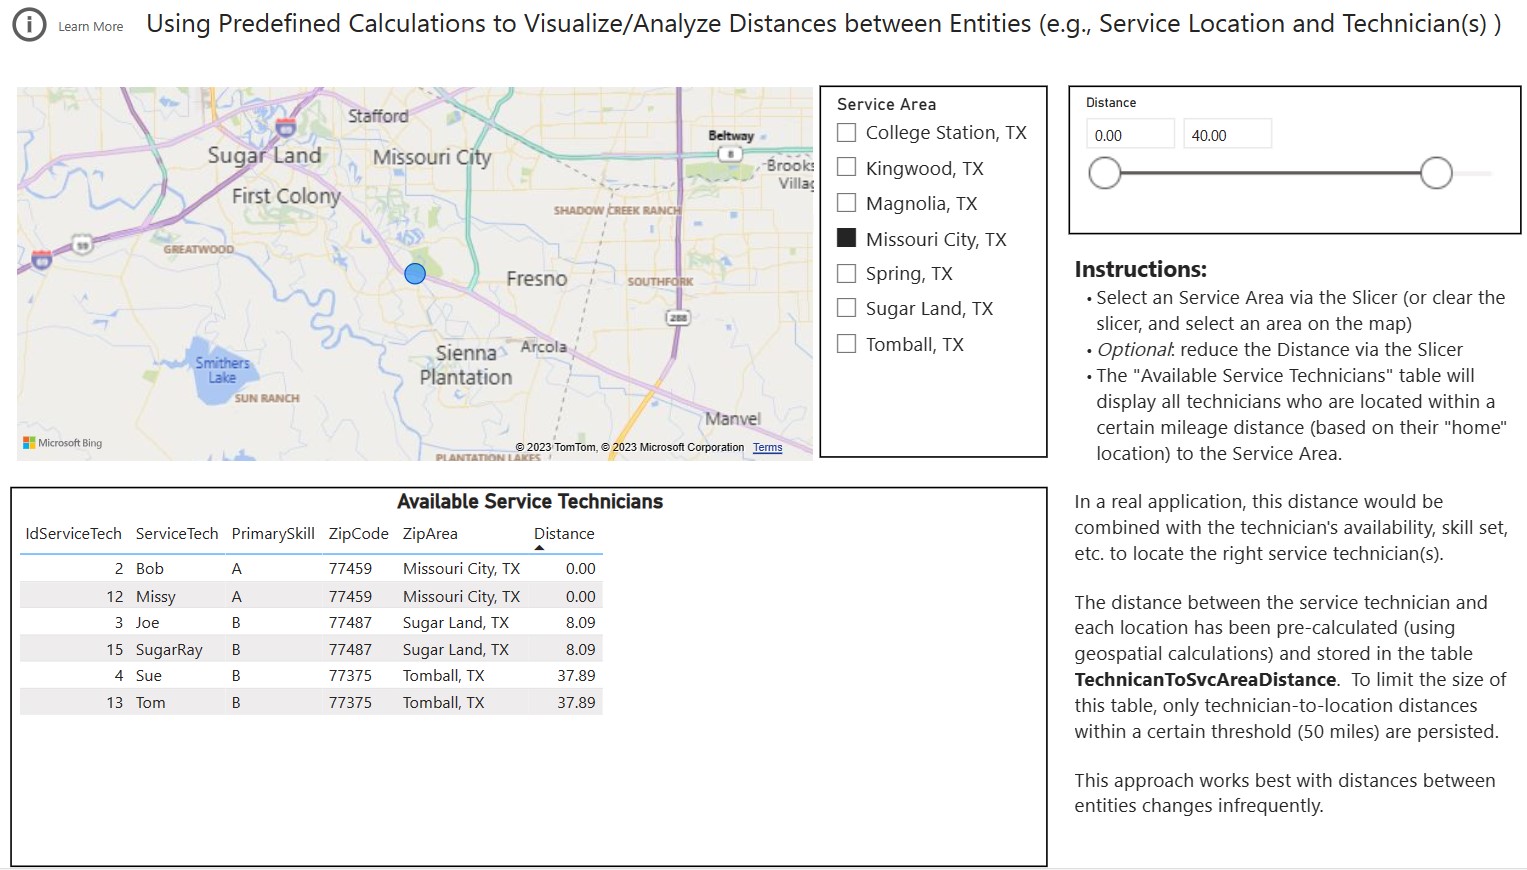 Learn More
Using Predefined Calculations to Visualize/Analyze Distances between Entities (e.g., Service Location and Technician(s) )
Stafford
Sugar Land
Missouri City
First Colony
Beltway
8
Brooks
Villag
SHADOW CREEK RANCH
59
69
GREATWOOD
Fresno
SOUTHFORK
288
Sienna
Plantation
Arcola
Smithers
Lake
SUN RANCH
Manvel
PLANTATION LAKES
Microsoft Bing
© 2023 TomTom, © 2023 Microsoft Corporation Terms
Service Area
College Station, TX
Kingwood, TX
Magnolia, TX
Missouri City, TX
Spring, TX
Sugar Land, TX
Tomball, TX
Distance
0.00 40.00
Instructions:
• Select an Service Area via the Slicer (or clear the
slicer, and select an area on the map)
• Optional: reduce the Distance via the Slicer
• The "Available Service Technicians" table will
display all technicians who are located within a
certain mileage distance (based on their "home"
location) to the Service Area.
In a real application, this distance would be
combined with the technician's availability, skill set,
etc. to locate the right service technician(s).
The distance between the service technician and
each location has been pre-calculated (using
geospatial calculations) and stored in the table
TechnicanToSvcAreaDistance. To limit the size of
this table, only technician-to-location distances
within a certain threshold (50 miles) are persisted.
This approach works best with distances between
entities changes infrequently.
Available Service Technicians
IdServiceTech ServiceTech PrimarySkill ZipCode ZipArea Distance
2 Bob A 77459 Missouri City, TX 0.00
12 Missy A 77459 Missouri City, TX 0.00
3 Joe B 77487 Sugar Land, TX 8.09
15 SugarRay B 77487 Sugar Land, TX 8.09
4 Sue B 77375 Tomball, TX 37.89
13 Tom B 77375 Tomball, TX 37.89